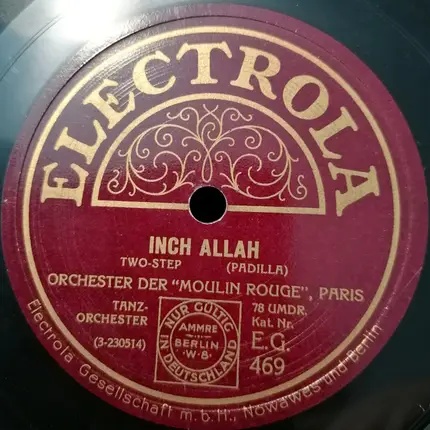 ELECTROLA
INCH ALLAH
TWO-STEP (PADILLA)
ORCHESTER DER "MOULIN ROUGE", PARIS
TANZ-
ORCHESTER
(3-230514)
NUR GÜLTIG
AMMRE
BERLIN
·W·8·
IN DEUTSCHLAND
78 UMDR.
Kat. Nr.
E.G.
469
Electrola Gesellschaft m.b.H., Nowawes und Berlin